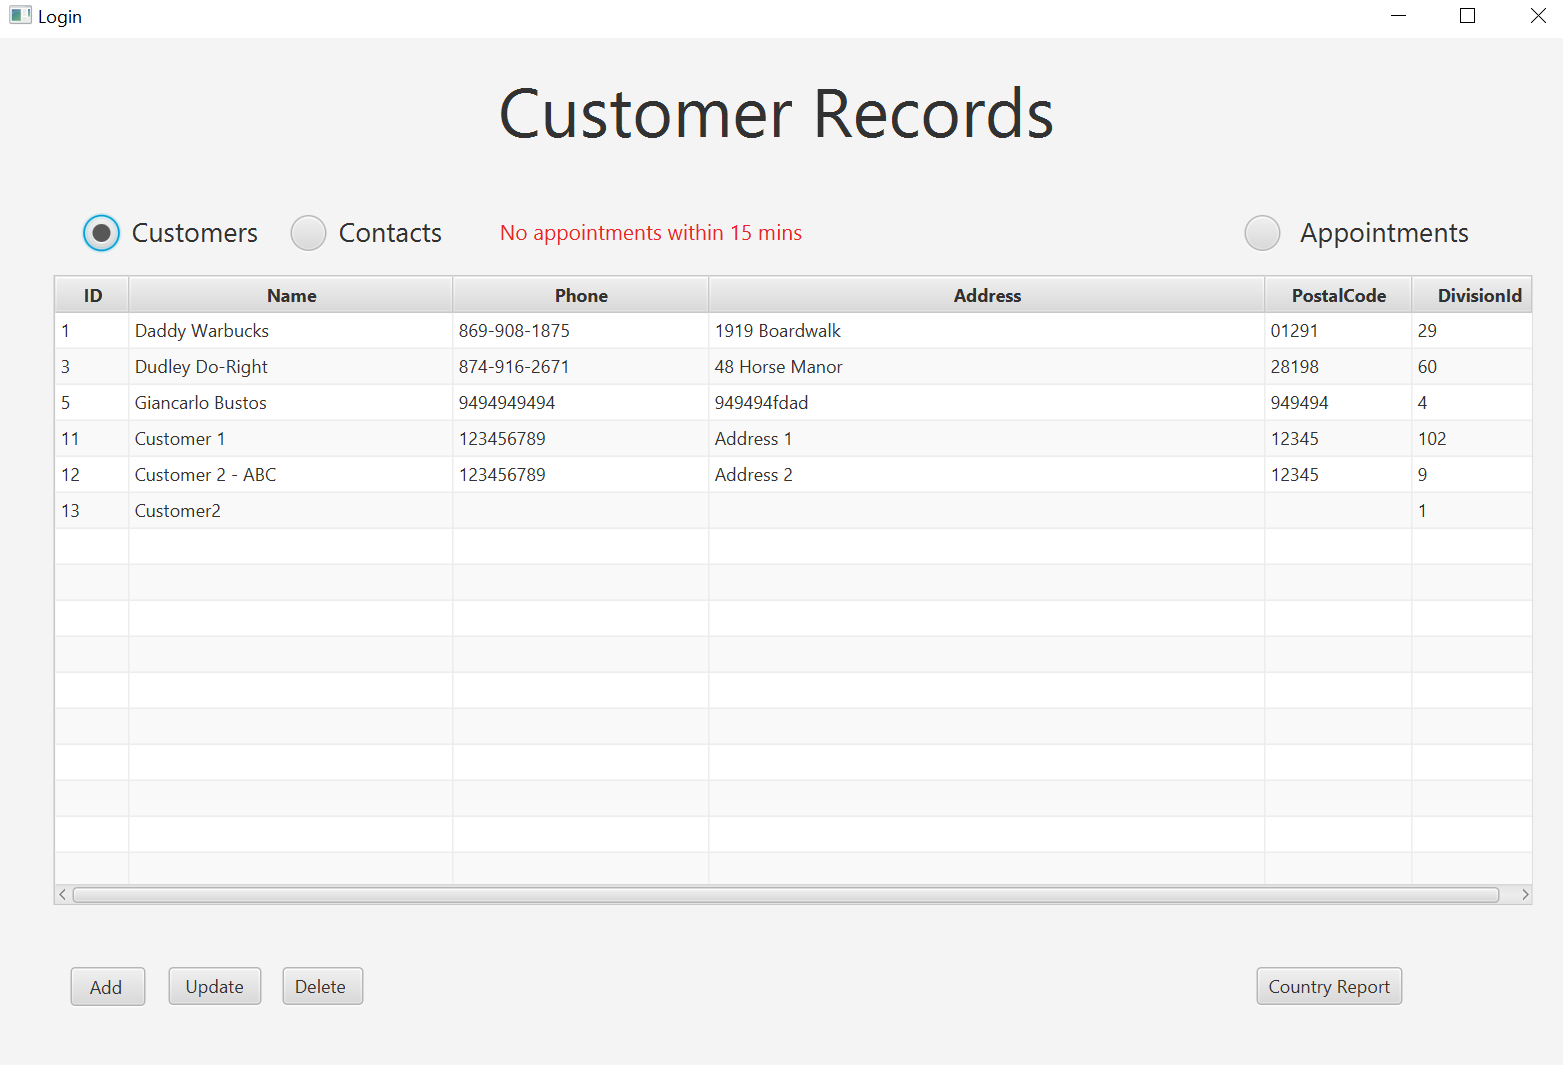 Login
Customer Records
Customers Contacts No appointments within 15 mins Appointments
ID Name Phone Address PostalCode DivisionId
1 Daddy Warbucks 869-908-1875 1919 Boardwalk 01291 29
3 Dudley Do-Right 874-916-2671 48 Horse Manor 28198 60
5 Giancarlo Bustos 9494949494 949494fdad 949494 4
11 Customer 1 123456789 Address 1 12345 102
12 Customer 2 - ABC 123456789 Address 2 12345 9
13 Customer2 1
Add Update Delete Country Report